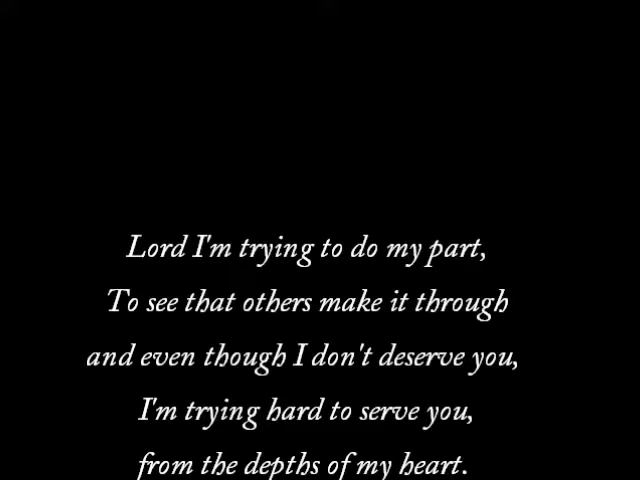 Lord I'm trying to do my part,
To see that others make it through
and even though I don't deserve you,
I'm trying hard to serve you,
from the depths of my heart.